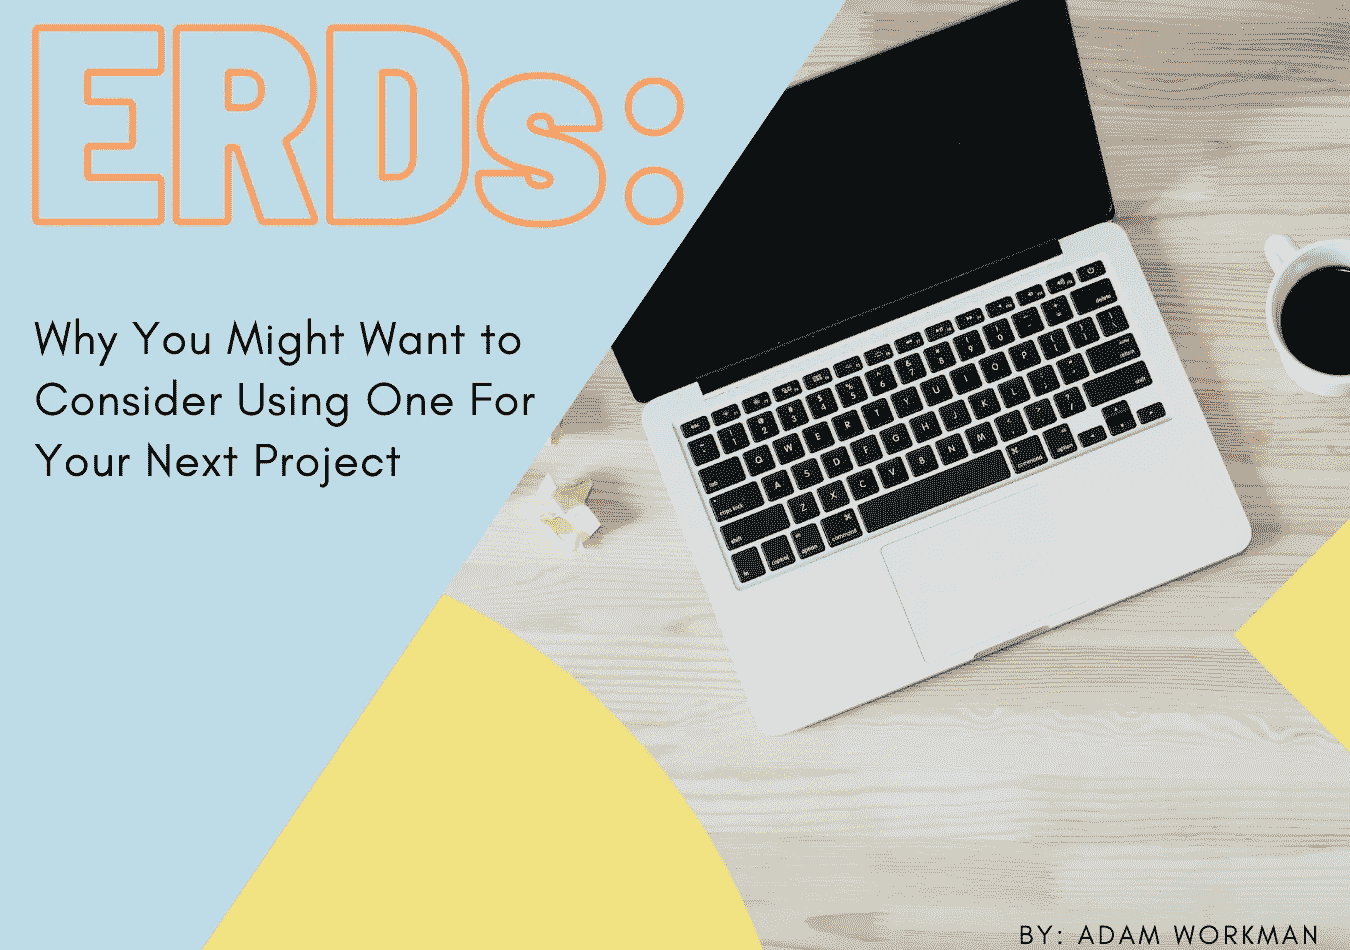 ERDs:
Why You Might Want to
Consider Using One For
Your Next Project
BY: ADAM WORKMAN